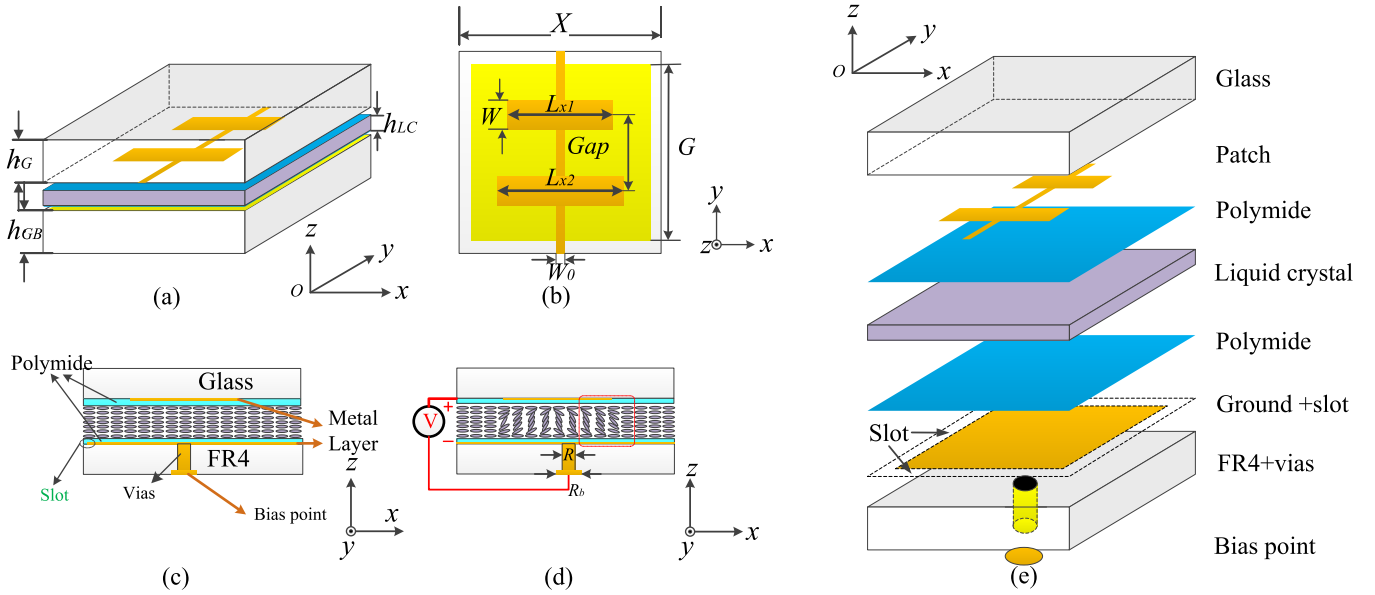 h_G
h_GB
h_LC
z
y
x
O
(a)
X
W
L_x1
Gap
L_x2
G
W_0
y
z
x
(b)
Polymide
Glass
Metal
Layer
FR4
Slot
Vias
Bias point
z
x
y
(c)
V
+
−
R
R_b
z
x
y
(d)
z
y
x
O
Glass
Patch
Polymide
Liquid crystal
Polymide
Ground +slot
Slot
FR4+vias
Bias point
(e)